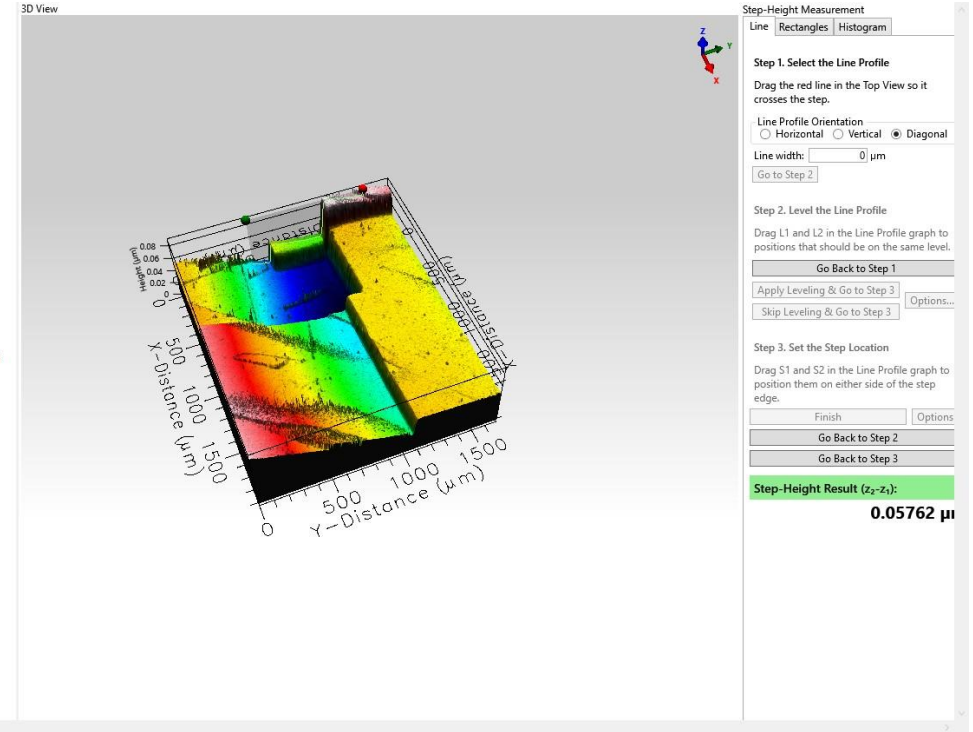 3D View
Z
Y
X
Distance (µm)
0.08
0.06
0.04
0.02
0
Height (µm)
0
500
1000
1500
X-Distance (µm)
0
500
1000
1500
Y-Distance (µm)
0
500
1000
X-Distance (µm)
Step-Height Measurement
Line Rectangles Histogram
Step 1. Select the Line Profile
Drag the red line in the Top View so it
crosses the step.
Line Profile Orientation
Horizontal Vertical Diagonal
Line width: 0 µm
Go to Step 2
Step 2. Level the Line Profile
Drag L1 and L2 in the Line Profile graph to
positions that should be on the same level.
Go Back to Step 1
Apply Leveling & Go to Step 3
Options...
Skip Leveling & Go to Step 3
Step 3. Set the Step Location
Drag S1 and S2 in the Line Profile graph to
position them on either side of the step
edge.
Finish Options
Go Back to Step 2
Go Back to Step 3
Step-Height Result (z₂-z₁):
0.05762